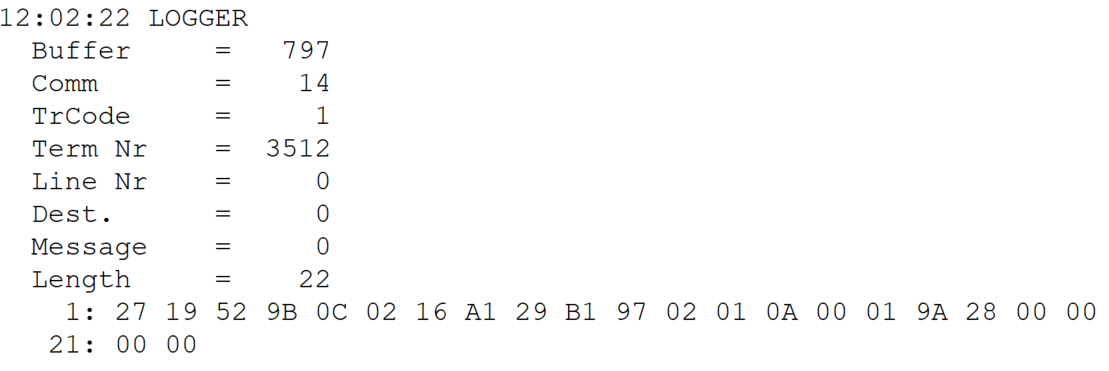 12:02:22 LOGGER
Buffer = 797
Comm = 14
TrCode = 1
Term Nr = 3512
Line Nr = 0
Dest. = 0
Message = 0
Length = 22
1: 27 19 52 9B 0C 02 16 A1 29 B1 97 02 01 0A 00 01 9A 28 00 00
21: 00 00